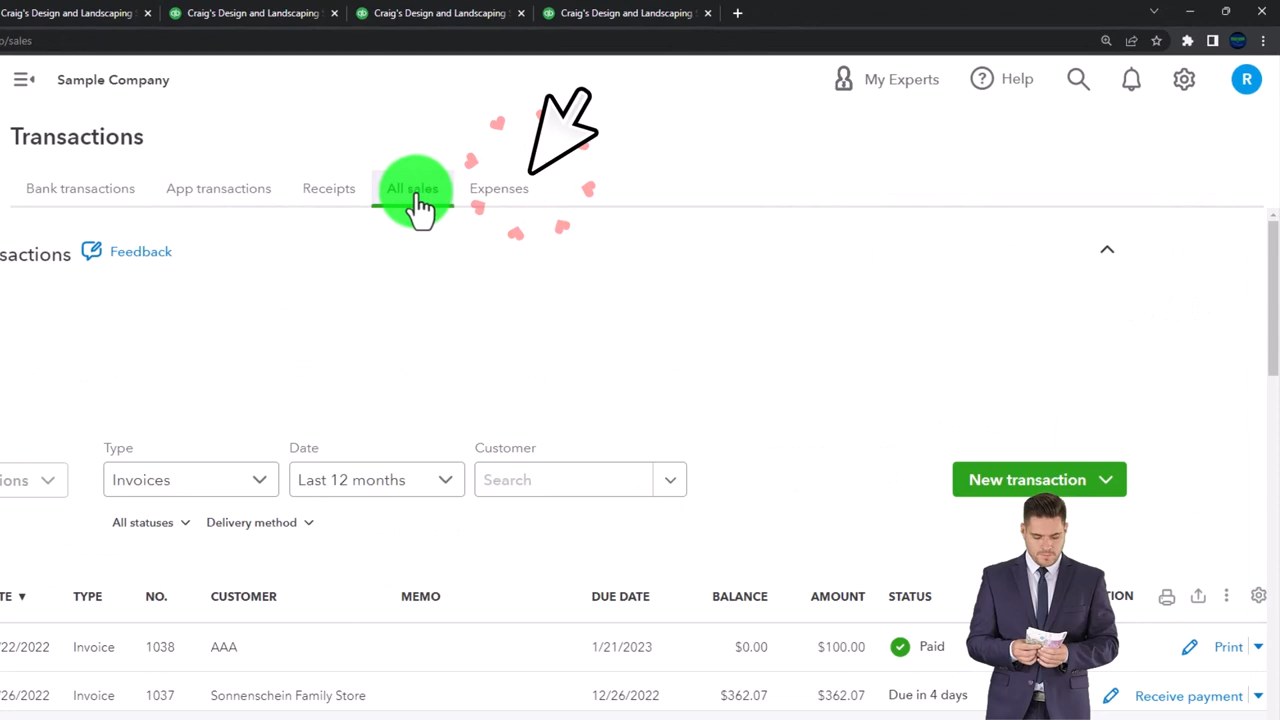 Craig's Design and Landscaping Craig's Design and Landscaping Craig's Design and Landscaping Craig's Design and Landscaping
o/sales
Sample Company My Experts Help R
Transactions
Bank transactions App transactions Receipts All sales Expenses
sactions Feedback
Type Date Customer
ions Invoices Last 12 months Search New transaction
All statuses Delivery method
TE TYPE NO. CUSTOMER MEMO DUE DATE BALANCE AMOUNT STATUS TION
/22/2022 Invoice 1038 AAA 1/21/2023 $0.00 $100.00 Paid Print
/26/2022 Invoice 1037 Sonnenschein Family Store 12/26/2022 $362.07 $362.07 Due in 4 days Receive payment